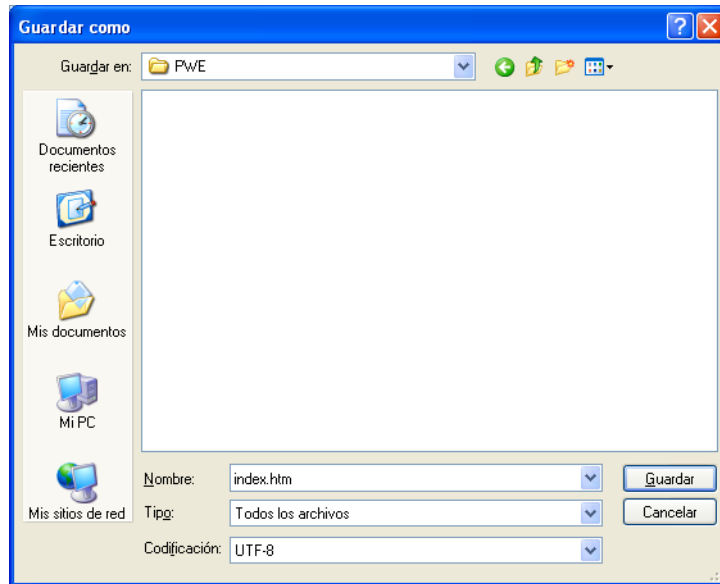 Guardar como
Guardar en: PWE
Documentos
recientes
Escritorio
Mis documentos
Mi PC
Mis sitios de red
Nombre: index.htm Guardar
Tipo: Todos los archivos Cancelar
Codificación: UTF-8